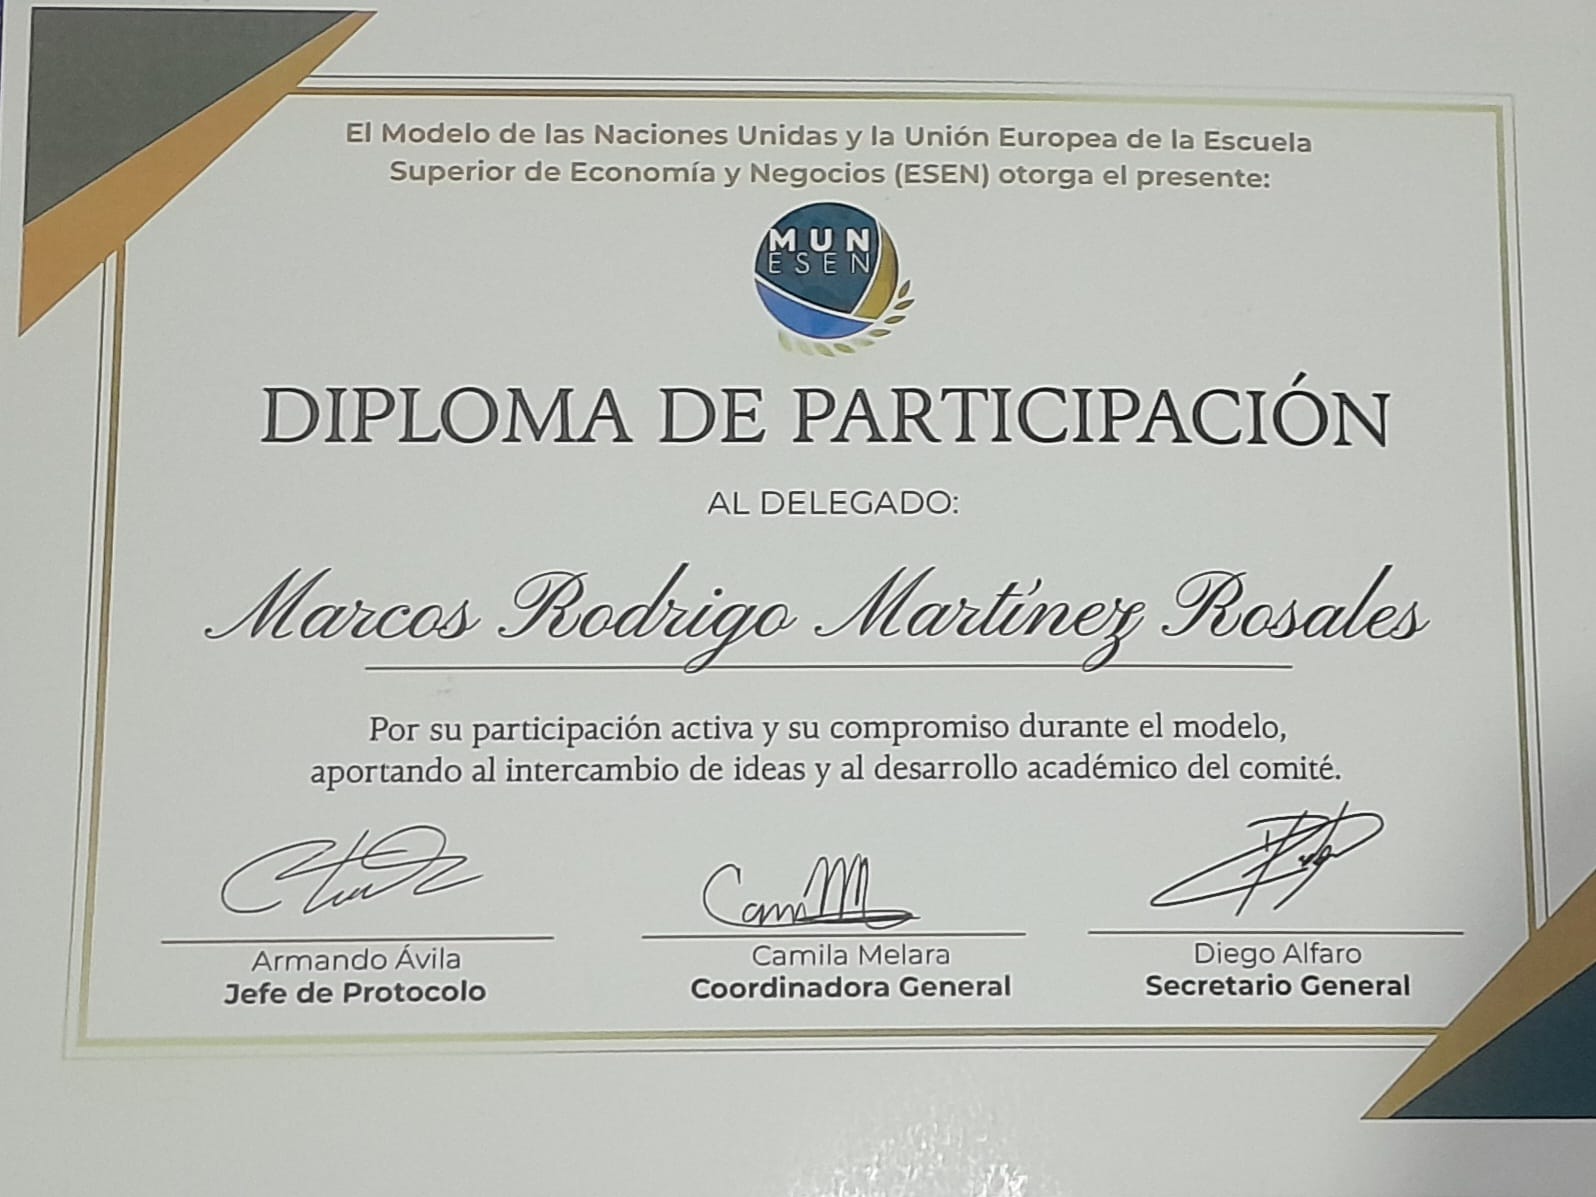 El Modelo de las Naciones Unidas y la Unión Europea de la Escuela
Superior de Economía y Negocios (ESEN) otorga el presente:
MUN
ESEN
DIPLOMA DE PARTICIPACIÓN
AL DELEGADO:
Marcos Rodrigo Martínez Rosales
Por su participación activa y su compromiso durante el modelo,
aportando al intercambio de ideas y al desarrollo académico del comité.
Armando Ávila
Jefe de Protocolo
Camila Melara
Coordinadora General
Diego Alfaro
Secretario General